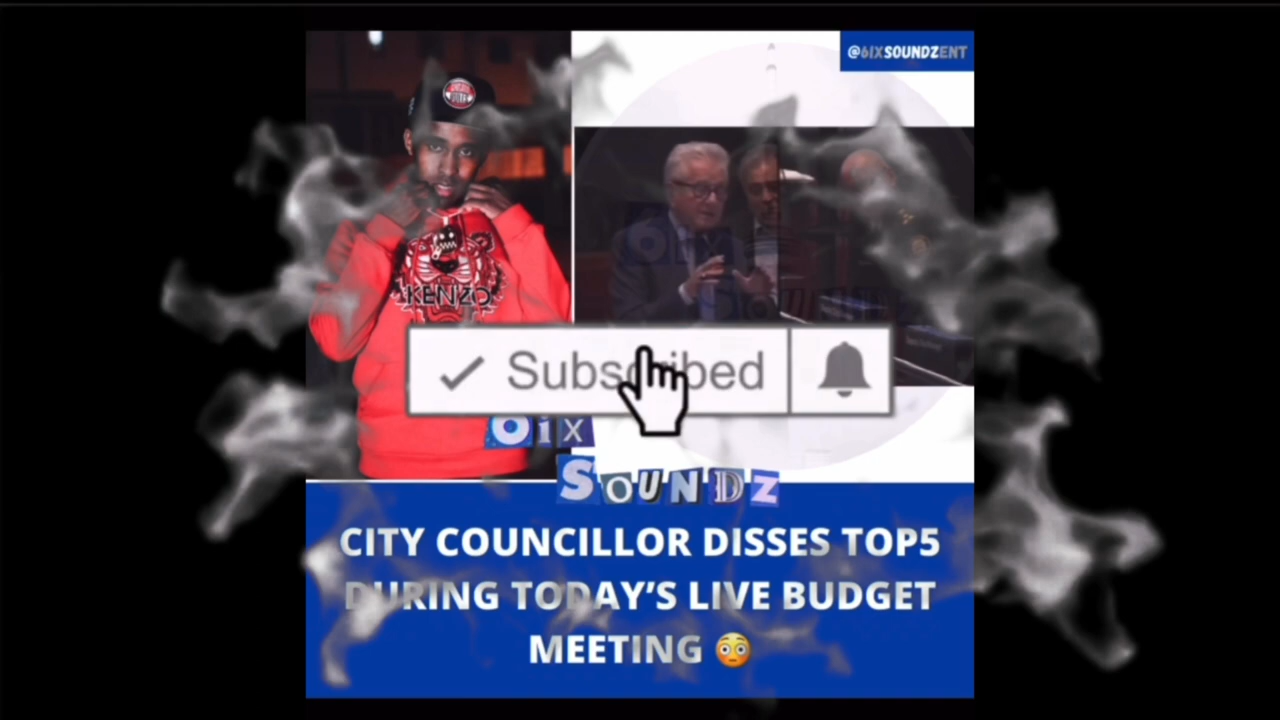 @6IXSOUNDZENT
KENZO
Subscribed
6ix
SOUNDZ
CITY COUNCILLOR DISSES TOP5
DURING TODAY'S LIVE BUDGET
MEETING 😳